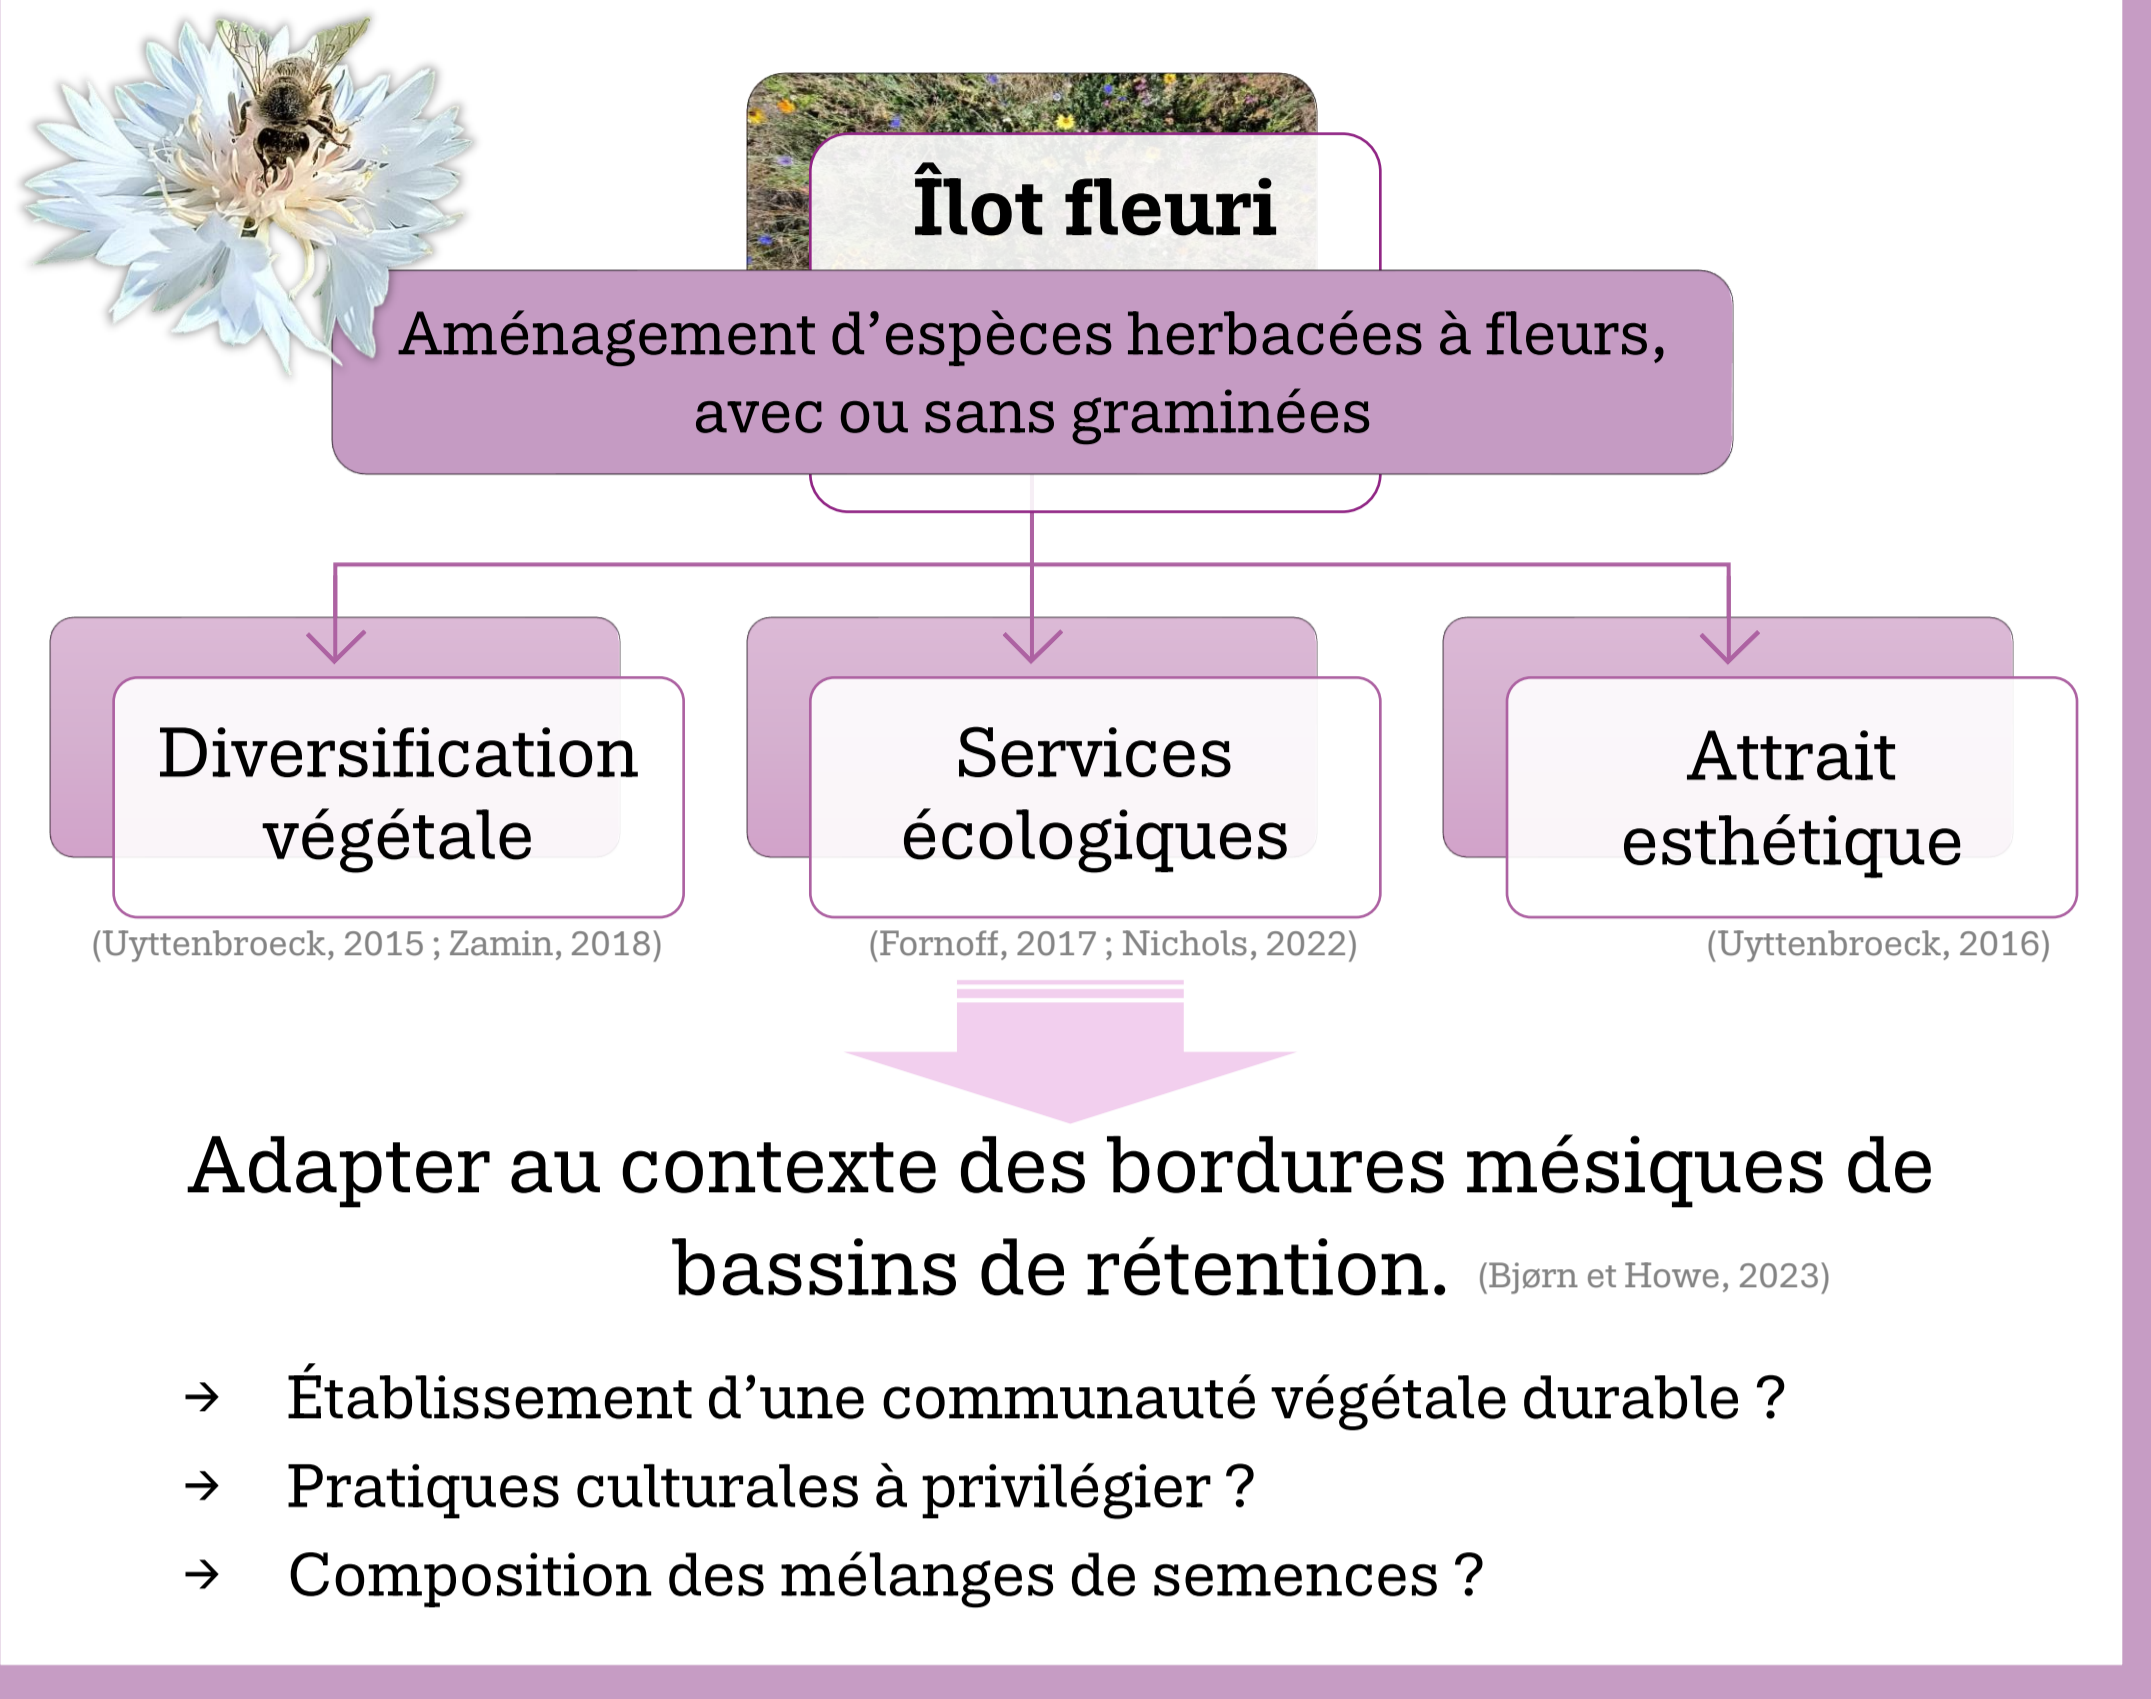 Îlot fleuri
Aménagement d’espèces herbacées à fleurs,
avec ou sans graminées
Diversification
végétale
(Uyttenbroeck, 2015 ; Zamin, 2018)
Services
écologiques
(Fornoff, 2017 ; Nichols, 2022)
Attrait
esthétique
(Uyttenbroeck, 2016)
Adapter au contexte des bordures mésiques de
bassins de rétention. (Bjørn et Howe, 2023)
→ Établissement d’une communauté végétale durable ?
→ Pratiques culturales à privilégier ?
→ Composition des mélanges de semences ?